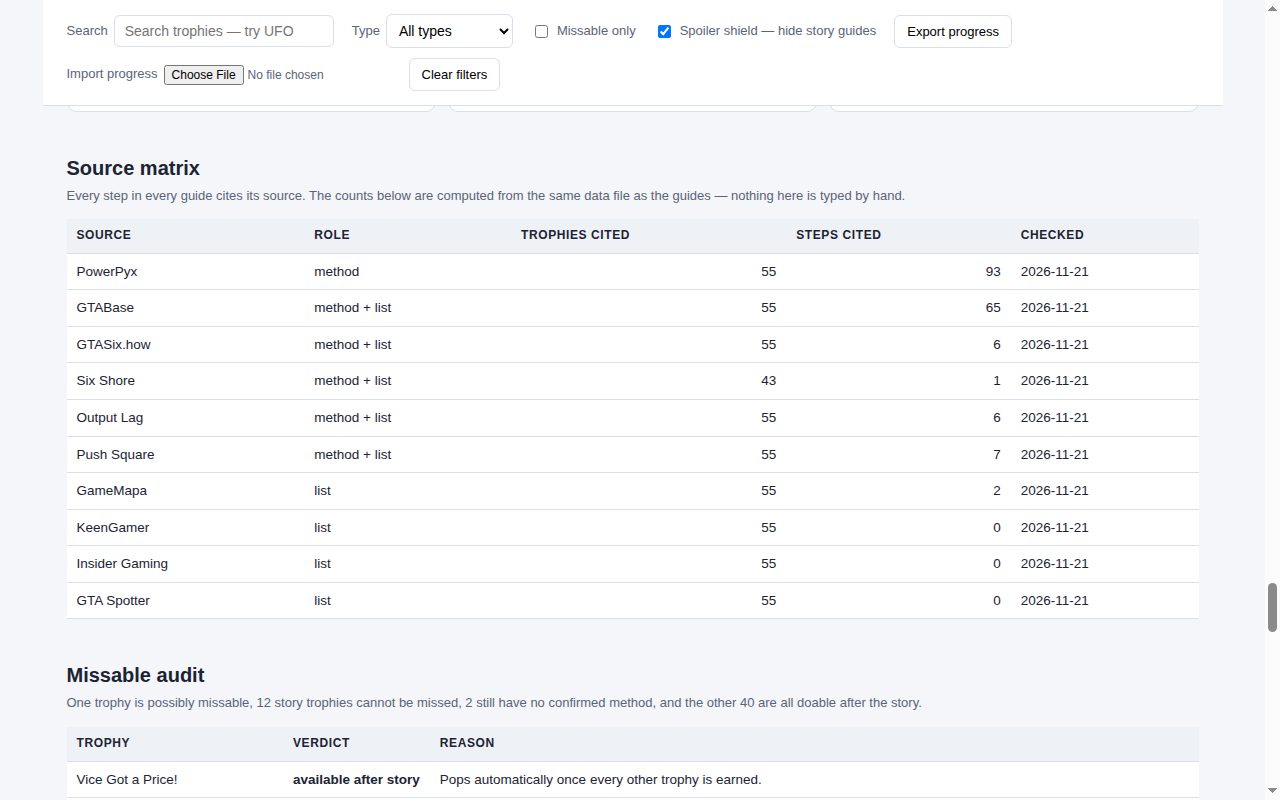 Search Search trophies — try UFO Type All types Missable only Spoiler shield — hide story guides Export progress
Import progress Choose File No file chosen Clear filters
Source matrix
Every step in every guide cites its source. The counts below are computed from the same data file as the guides — nothing here is typed by hand.
SOURCE ROLE TROPHIES CITED STEPS CITED CHECKED
PowerPyx method 55 93 2026-11-21
GTABase method + list 55 65 2026-11-21
GTASix.how method + list 55 6 2026-11-21
Six Shore method + list 43 1 2026-11-21
Output Lag method + list 55 6 2026-11-21
Push Square method + list 55 7 2026-11-21
GameMapa list 55 2 2026-11-21
KeenGamer list 55 0 2026-11-21
Insider Gaming list 55 0 2026-11-21
GTA Spotter list 55 0 2026-11-21
Missable audit
One trophy is possibly missable, 12 story trophies cannot be missed, 2 still have no confirmed method, and the other 40 are all doable after the story.
TROPHY VERDICT REASON
Vice Got a Price! available after story Pops automatically once every other trophy is earned.